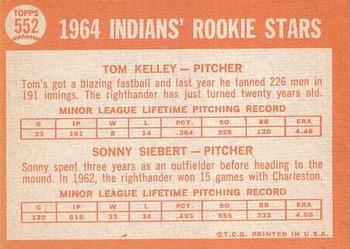 TOPPS
552
1964 INDIANS' ROOKIE STARS
TOM KELLEY — PITCHER
Tom's got a blazing fastball and last year he fanned 226 men in
191 innings. The righthander has just turned twenty years old.
MINOR LEAGUE LIFETIME PITCHING RECORD
G IP W L PCT. SO BB ERA
33 191 8 14 .364 226 120 4.48
SONNY SIEBERT — PITCHER
Sonny spent three years as an outfielder before heading to the
mound. In 1962, the righthander won 15 games with Charleston.
MINOR LEAGUE LIFETIME PITCHING RECORD
G IP W L PCT. SO BB ERA
129 616 33 34 .493 555 332 4.08
©T.C.G. PRINTED IN U.S.A.